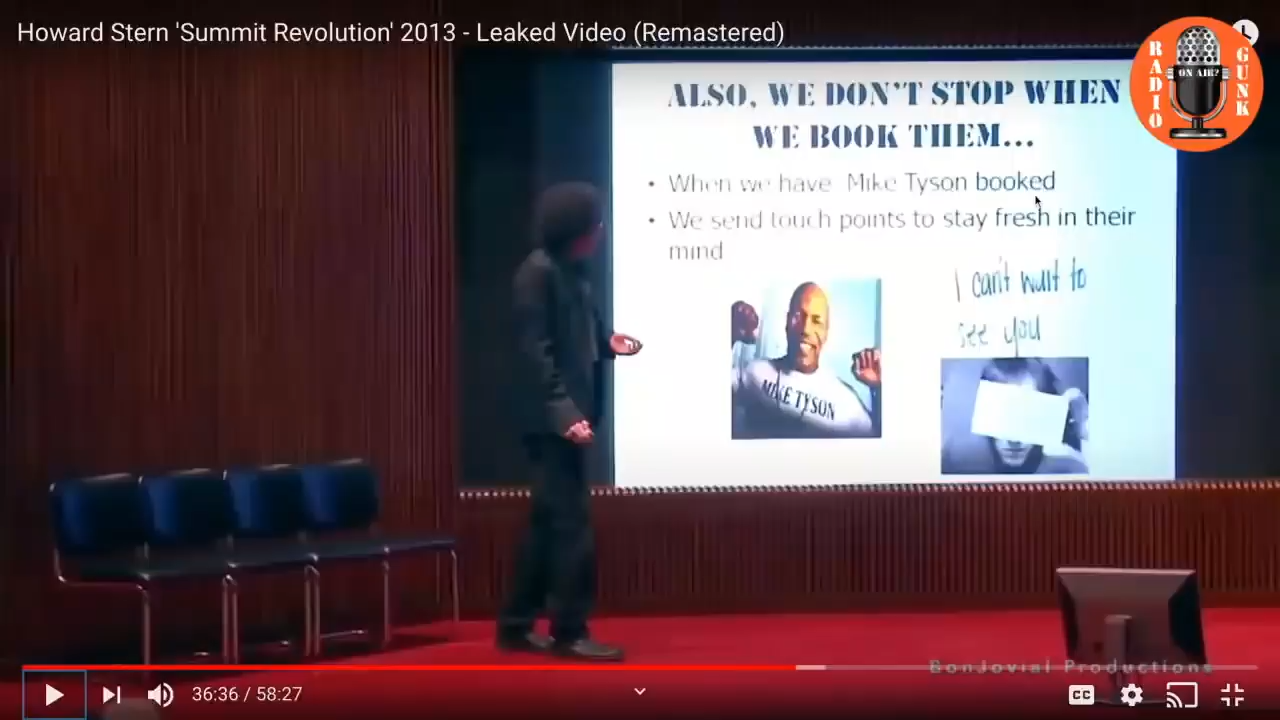 Howard Stern 'Summit Revolution' 2013 - Leaked Video (Remastered)
RADIO
ON AIR?
GUNK
ALSO, WE DON'T STOP WHEN
WE BOOK THEM...
• When we have Mike Tyson booked
• We send touch points to stay fresh in their
mind
I can't wait to
see you
MIKE TYSON
BonJovial Productions
36:36 / 58:27
CC